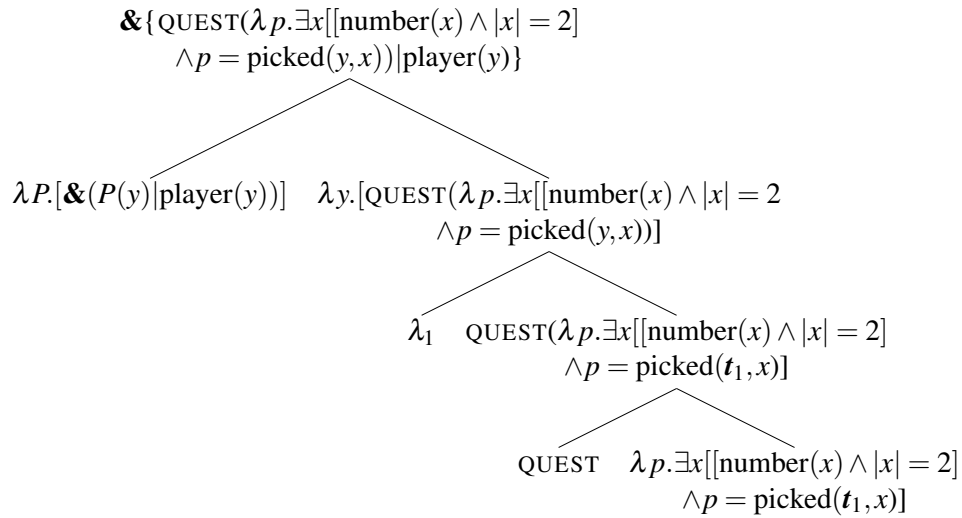 &{QUEST(λp.∃x[[number(x) ∧ |x| = 2]
∧p = picked(y,x))|player(y)}
λP.[&(P(y)|player(y))]
λy.[QUEST(λp.∃x[[number(x) ∧ |x| = 2
∧p = picked(y,x))]
λ₁
QUEST(λp.∃x[[number(x) ∧ |x| = 2]
∧p = picked(t₁,x)]
QUEST
λp.∃x[[number(x) ∧ |x| = 2]
∧p = picked(t₁,x)]